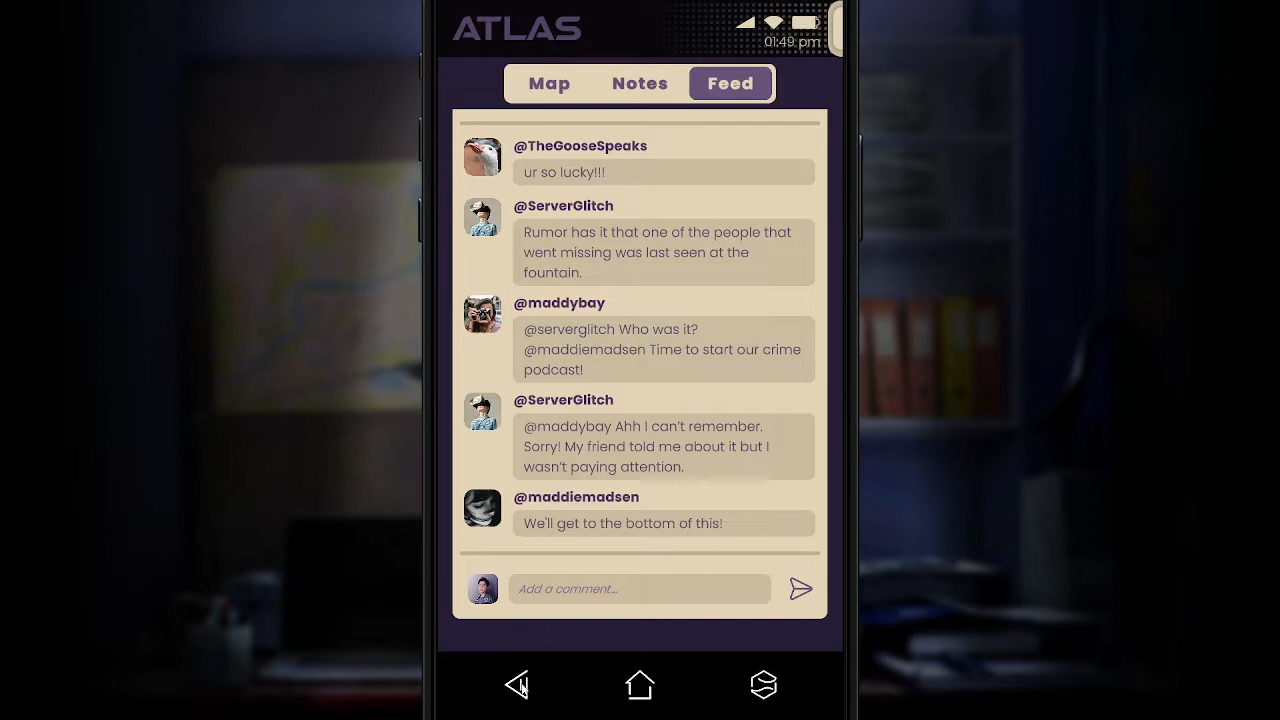 ATLAS
01:49 pm
Map Notes Feed
@TheGooseSpeaks
ur so lucky!!!
@ServerGlitch
Rumor has it that one of the people that
went missing was last seen at the
fountain.
@maddybay
@serverglitch Who was it?
@maddiemadsen Time to start our crime
podcast!
@ServerGlitch
@maddybay Ahh I can't remember.
Sorry! My friend told me about it but I
wasn't paying attention.
@maddiemadsen
We'll get to the bottom of this!
Add a comment...